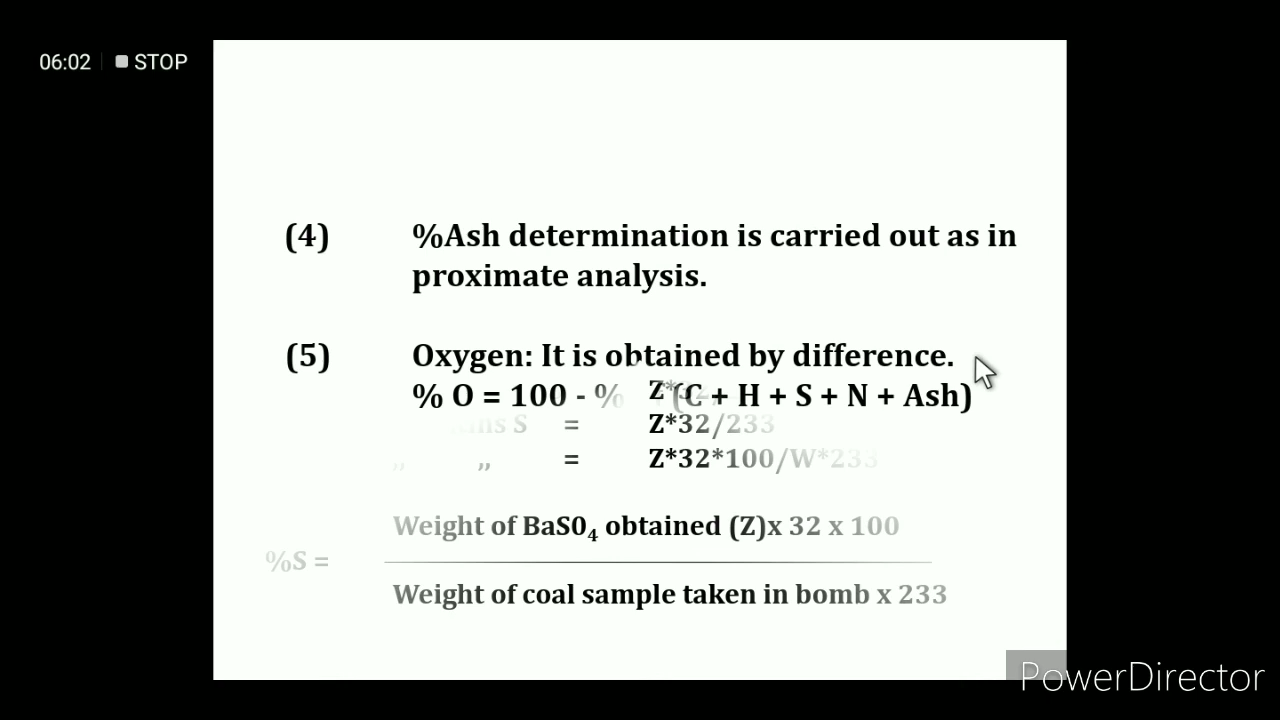 06:02 STOP
(4) %Ash determination is carried out as in
proximate analysis.
(5) Oxygen: It is obtained by difference.
% O = 100 - % (C + H + S + N + Ash)
S = Z*32/233
„ „ = Z*32*100/W*233
Weight of BaS0₄ obtained (Z)x 32 x 100
%S =
Weight of coal sample taken in bomb x 233
PowerDirector